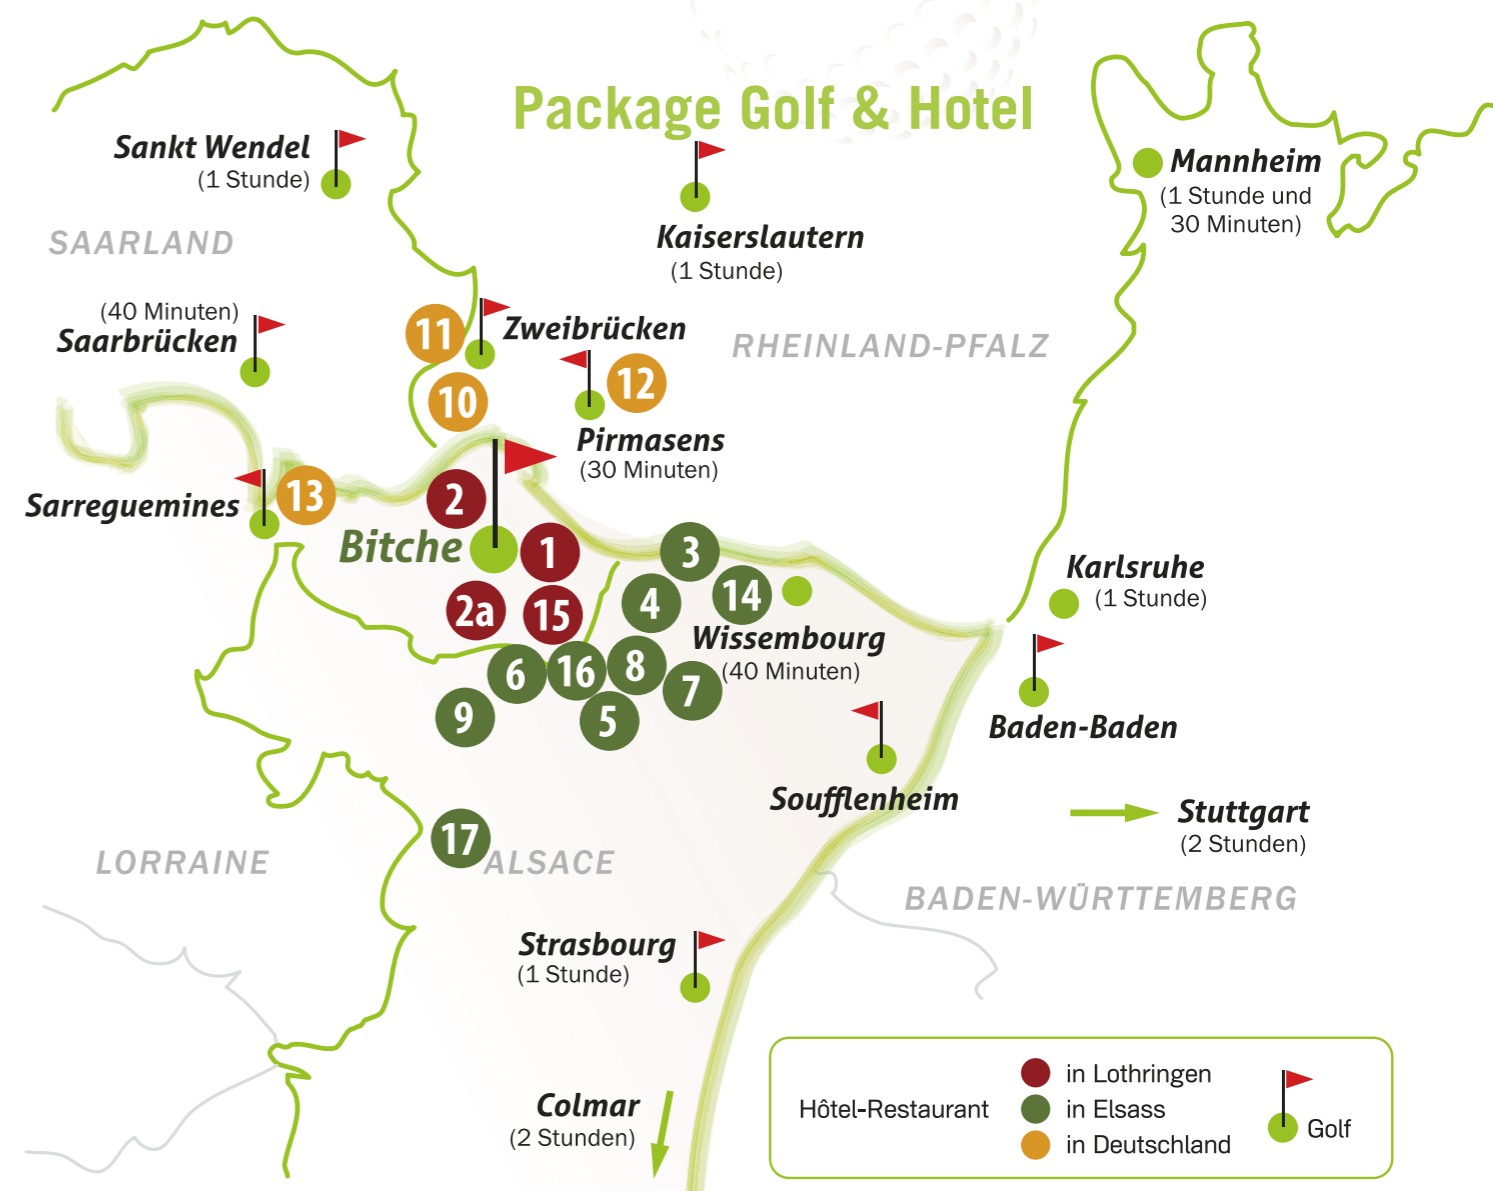 Package Golf & Hotel
Sankt Wendel
(1 Stunde)
Mannheim
(1 Stunde und
30 Minuten)
Kaiserslautern
(1 Stunde)
SAARLAND
(40 Minuten)
Saarbrücken
11
Zweibrücken
RHEINLAND-PFALZ
12
10
Pirmasens
(30 Minuten)
Sarreguemines
13
2
Bitche
1
3
Karlsruhe
(1 Stunde)
2a
15
4
14
Wissembourg
(40 Minuten)
6
16
8
7
9
5
Baden-Baden
Soufflenheim
Stuttgart
(2 Stunden)
17
LORRAINE
ALSACE
BADEN-WÜRTTEMBERG
Strasbourg
(1 Stunde)
Colmar
(2 Stunden)
Hôtel-Restaurant
in Lothringen
in Elsass
in Deutschland
Golf